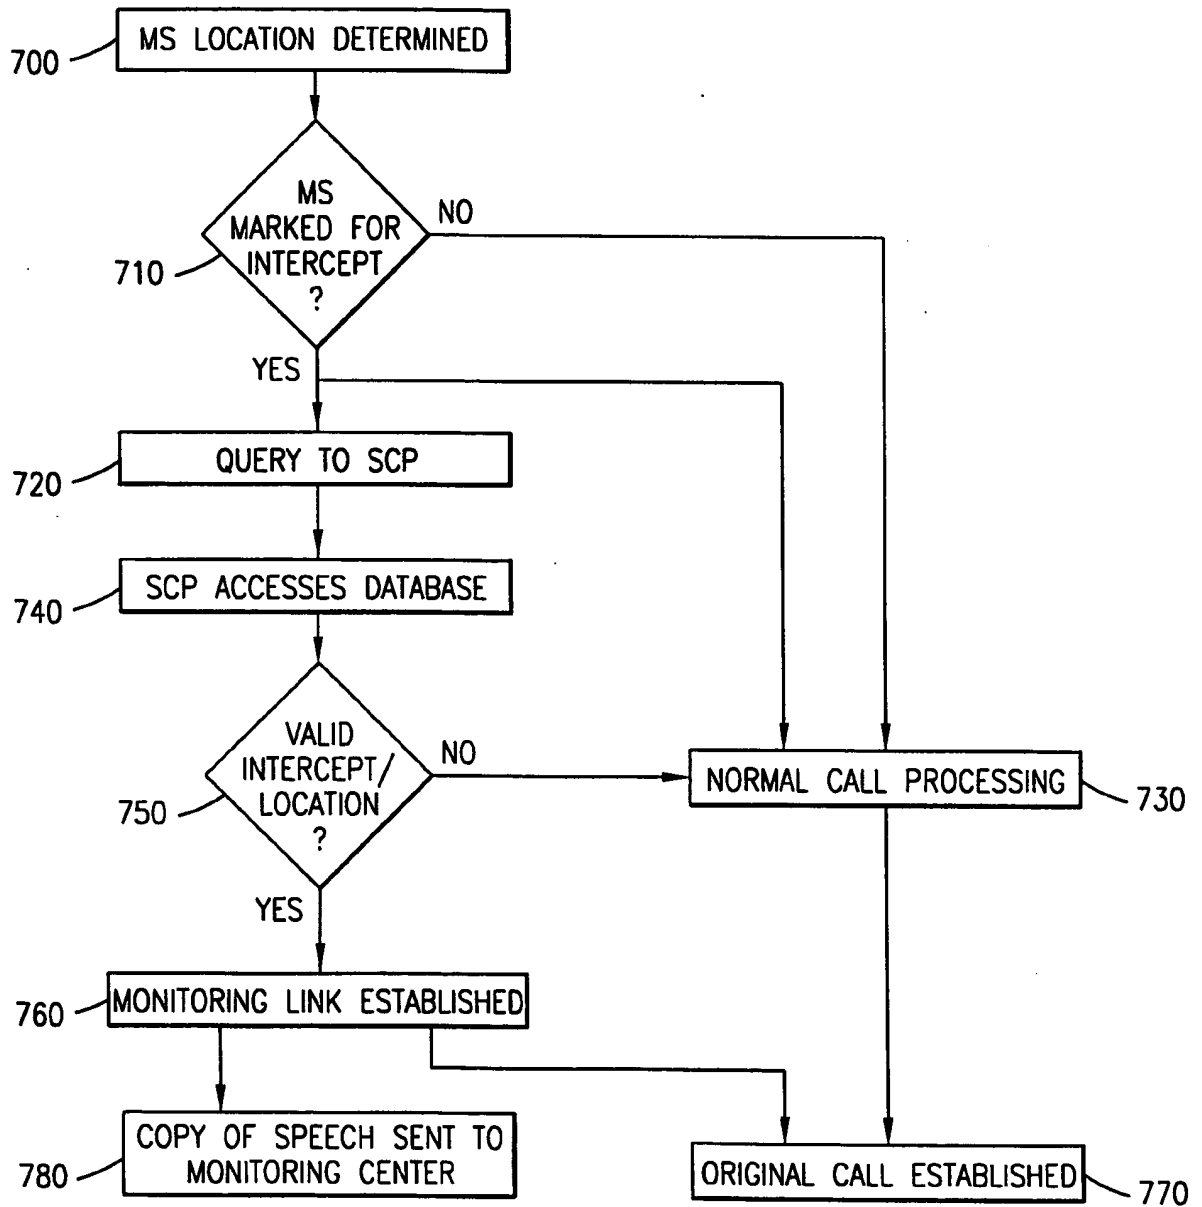 MS LOCATION DETERMINED
700
MS
MARKED FOR
INTERCEPT
?
710
NO
YES
QUERY TO SCP
720
SCP ACCESSES DATABASE
740
VALID
INTERCEPT/
LOCATION
?
750
NO
NORMAL CALL PROCESSING
730
YES
MONITORING LINK ESTABLISHED
760
COPY OF SPEECH SENT TO
MONITORING CENTER
780
ORIGINAL CALL ESTABLISHED
770